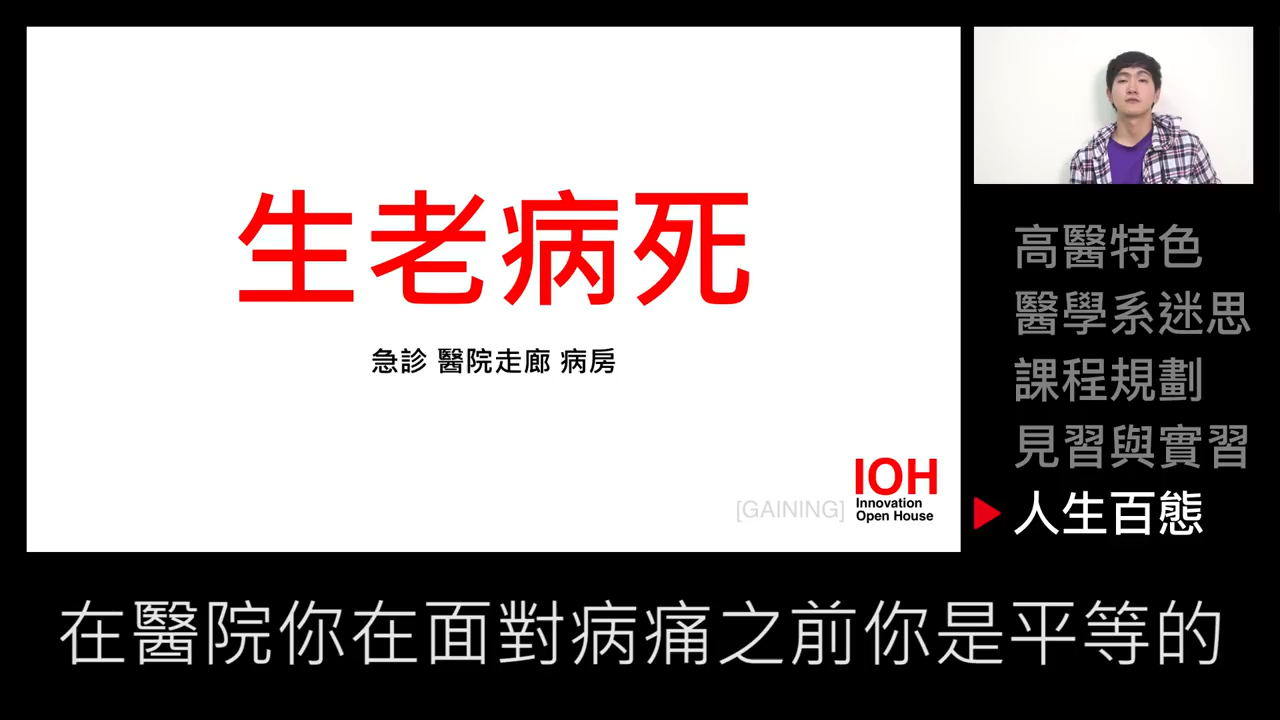 生老病死
急診 醫院走廊 病房
[GAINING]
IOH
Innovation
Open House
高醫特色
醫學系迷思
課程規劃
見習與實習
人生百態
在醫院你在面對病痛之前你是平等的